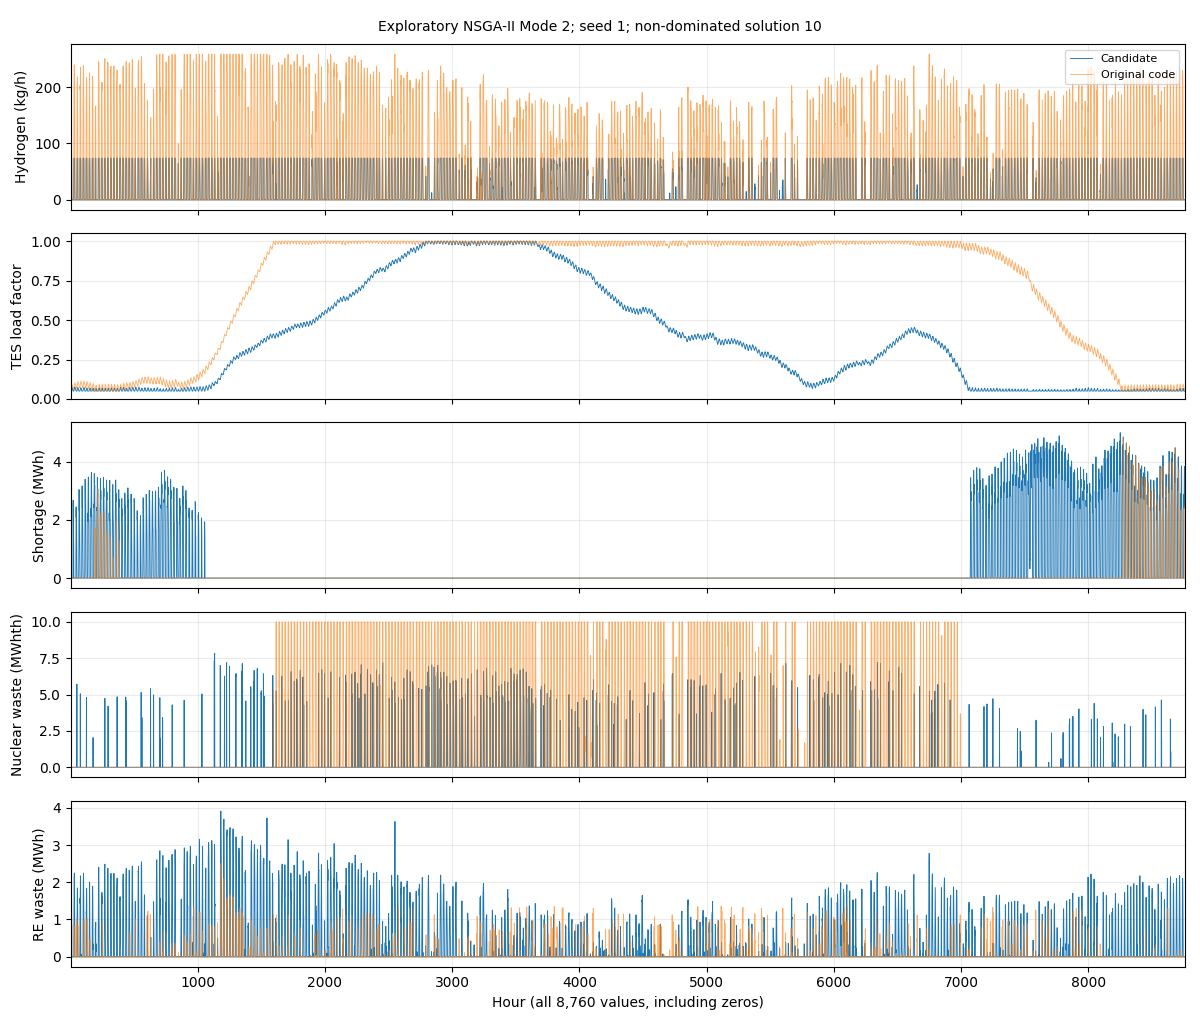 Exploratory NSGA-II Mode 2; seed 1; non-dominated solution 10
Hydrogen (kg/h)
200
100
0
Candidate
Original code
TES load factor
1.00
0.75
0.50
0.25
0.00
Shortage (MWh)
4
2
0
Nuclear waste (MWhth)
10.0
7.5
5.0
2.5
0.0
RE waste (MWh)
4
3
2
1
0
1000 2000 3000 4000 5000 6000 7000 8000
Hour (all 8,760 values, including zeros)